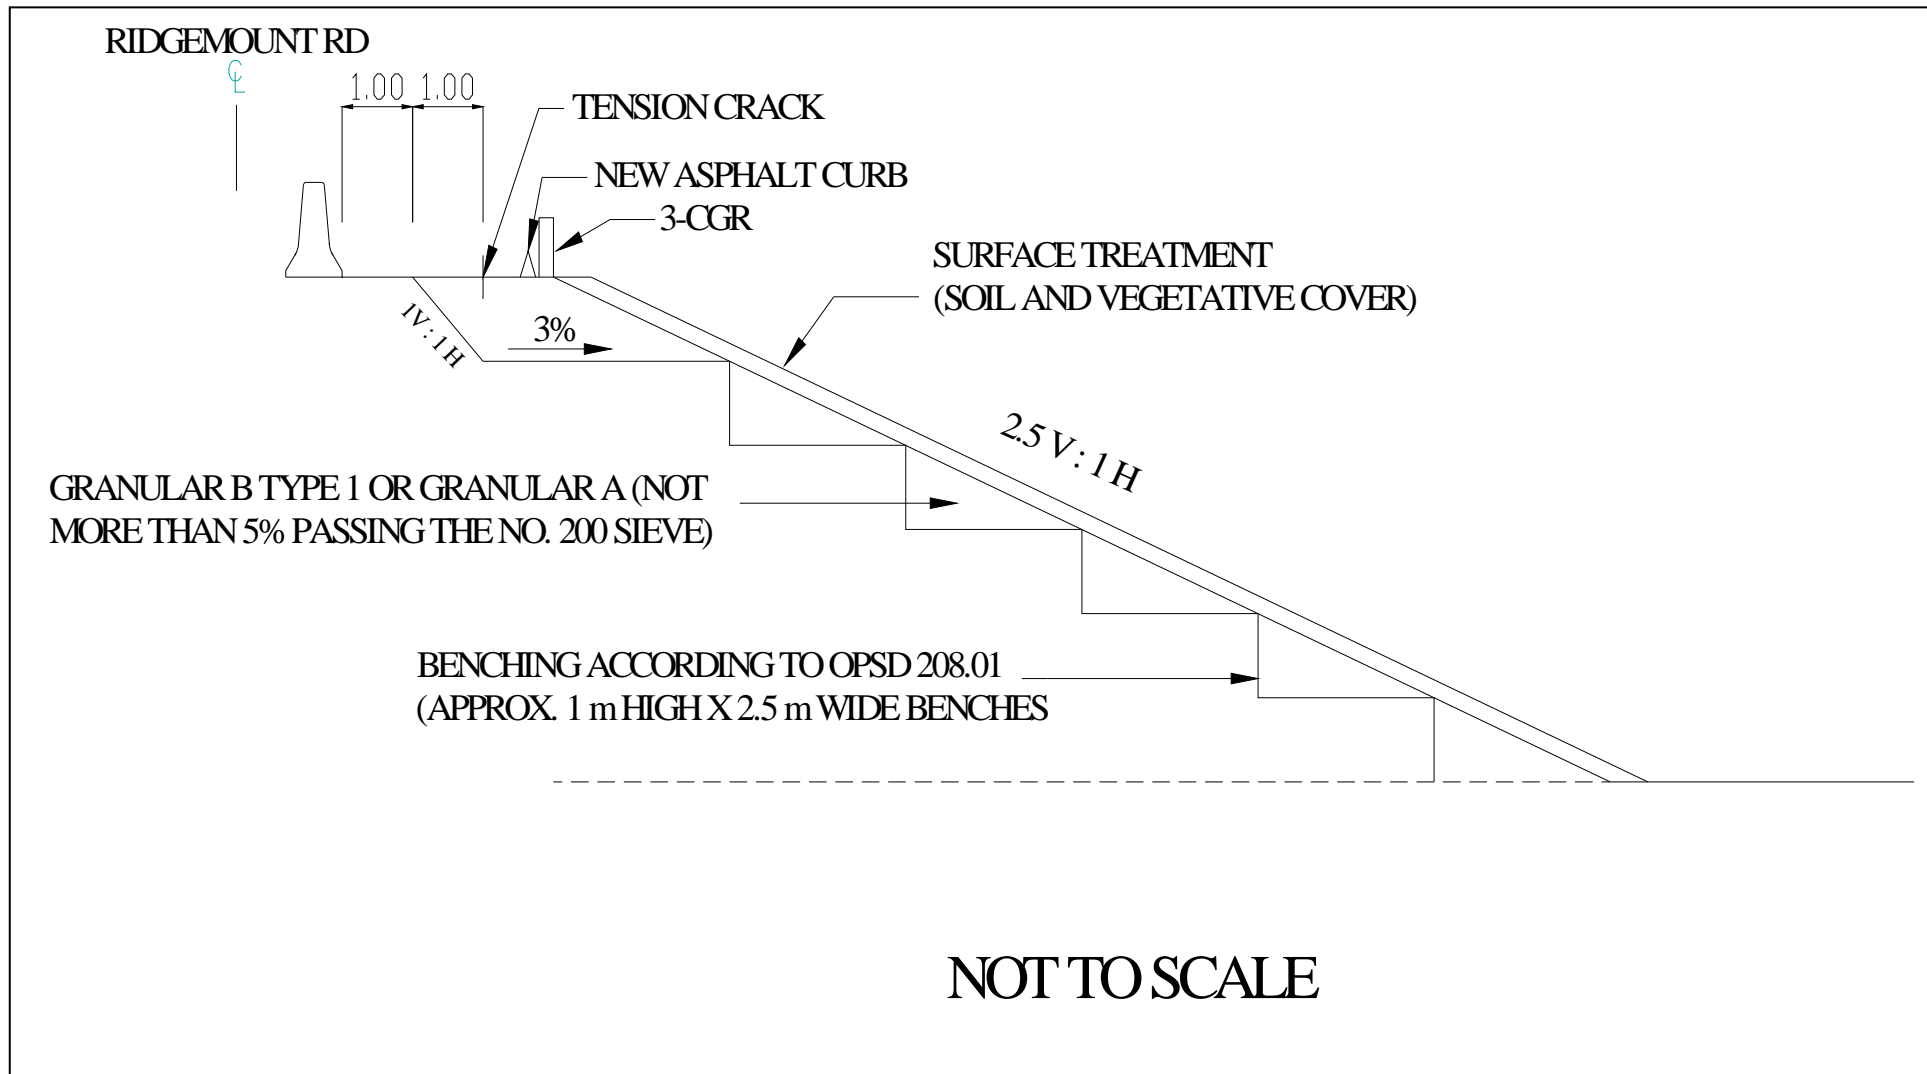 RIDGEMOUNT RD
℄
1.00 1.00
TENSION CRACK
NEW ASPHALT CURB
3-CGR
SURFACE TREATMENT
(SOIL AND VEGETATIVE COVER)
1V : 1 H
3%
2.5 V : 1 H
GRANULAR B TYPE 1 OR GRANULAR A (NOT
MORE THAN 5% PASSING THE NO. 200 SIEVE)
BENCHING ACCORDING TO OPSD 208.01
(APPROX. 1 m HIGH X 2.5 m WIDE BENCHES
NOT TO SCALE